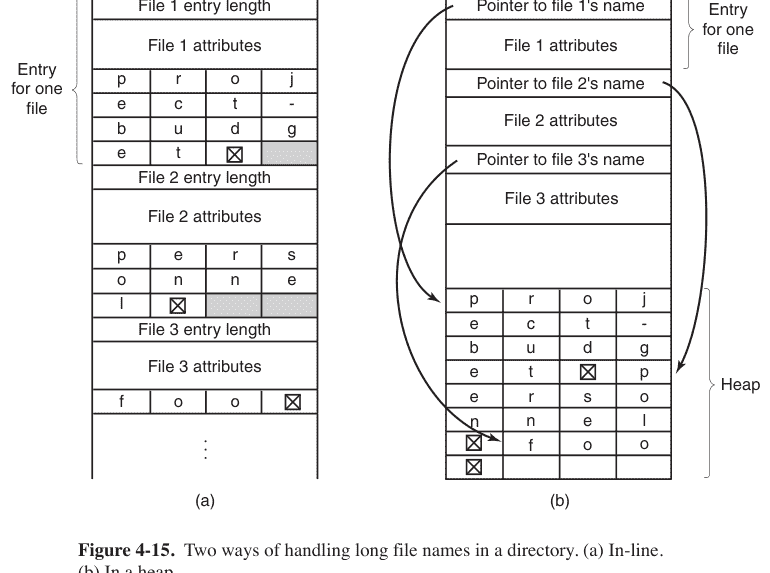 File 1 entry length
File 1 attributes
Entry for one file
p r o j
e c t -
b u d g
e t
File 2 entry length
File 2 attributes
p e r s
o n n e
l
File 3 entry length
File 3 attributes
f o o
(a)
Pointer to file 1's name
File 1 attributes
Entry for one file
Pointer to file 2's name
File 2 attributes
Pointer to file 3's name
File 3 attributes
p r o j
e c t -
b u d g
e t p
e r s o
n n e l
f o o
Heap
(b)
Figure 4-15. Two ways of handling long file names in a directory. (a) In-line.
(b) In a heap